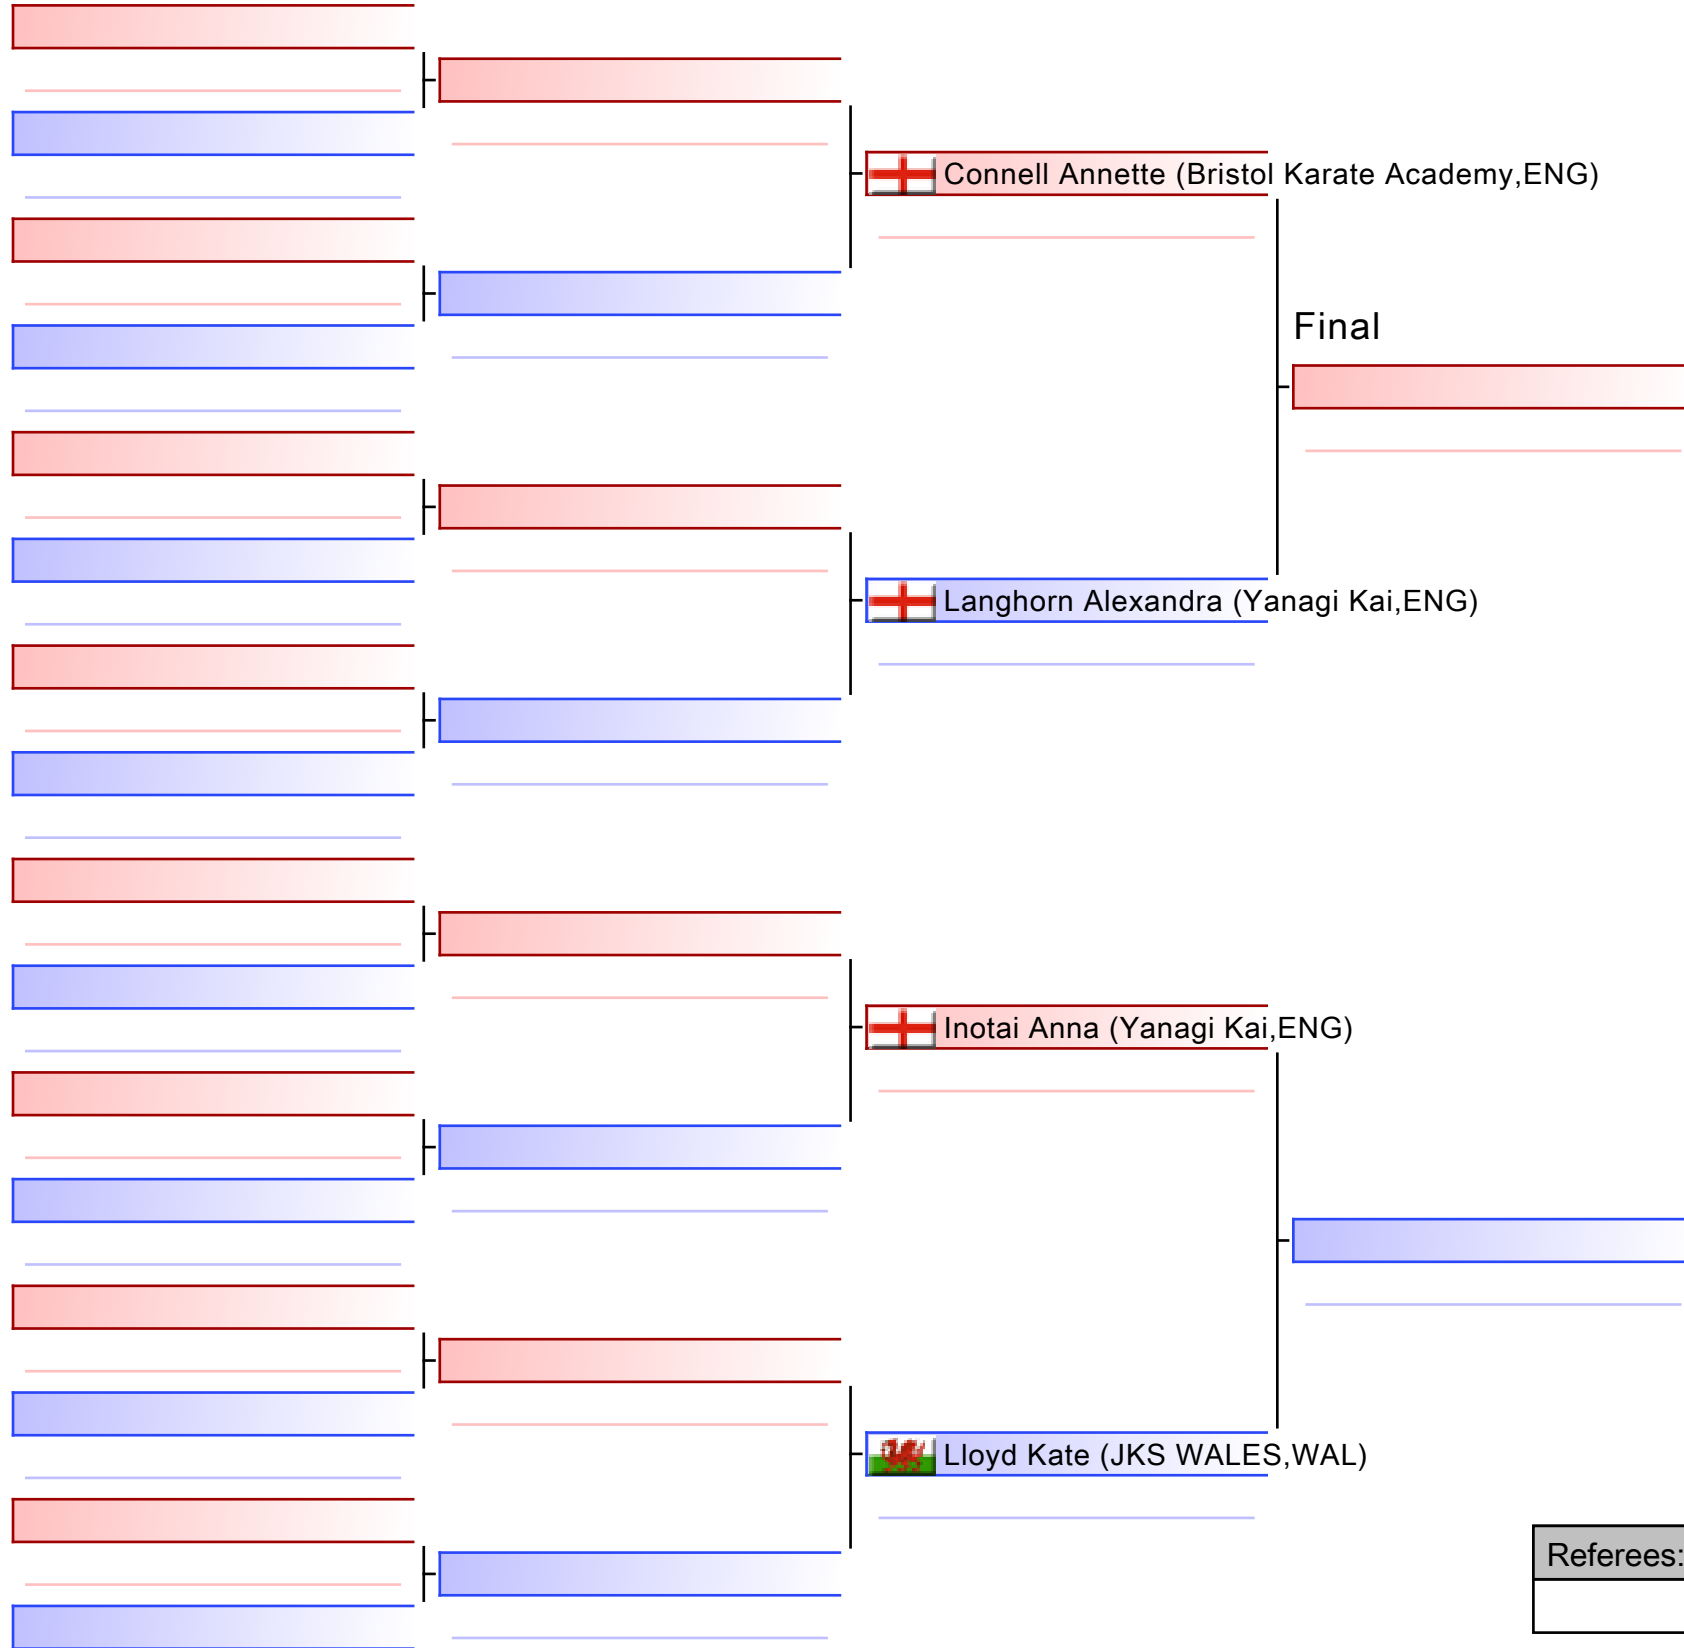 Connell Annette (Bristol Karate Academy,ENG)
Final
Langhorn Alexandra (Yanagi Kai,ENG)
Inotai Anna (Yanagi Kai,ENG)
Lloyd Kate (JKS WALES,WAL)
Referees: